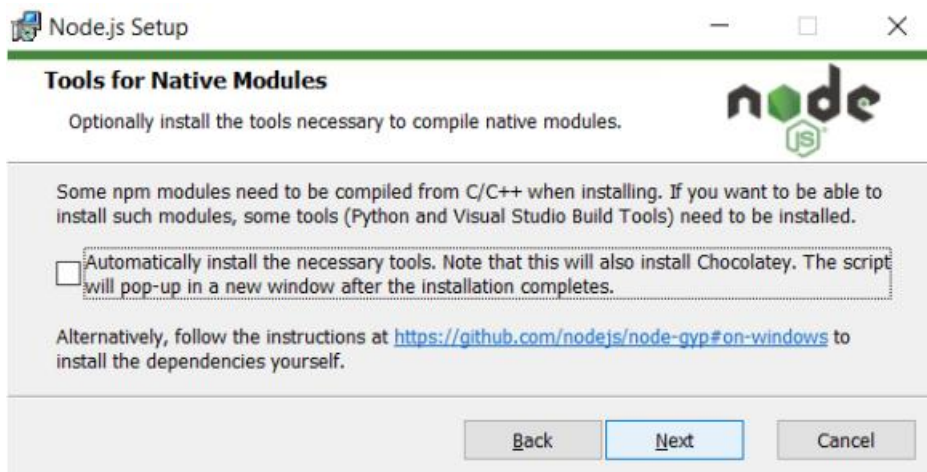 Node.js Setup
Tools for Native Modules
Optionally install the tools necessary to compile native modules.
node
JS
Some npm modules need to be compiled from C/C++ when installing. If you want to be able to
install such modules, some tools (Python and Visual Studio Build Tools) need to be installed.
Automatically install the necessary tools. Note that this will also install Chocolatey. The script
will pop-up in a new window after the installation completes.
Alternatively, follow the instructions at https://github.com/nodejs/node-gyp#on-windows to
install the dependencies yourself.
Back Next Cancel